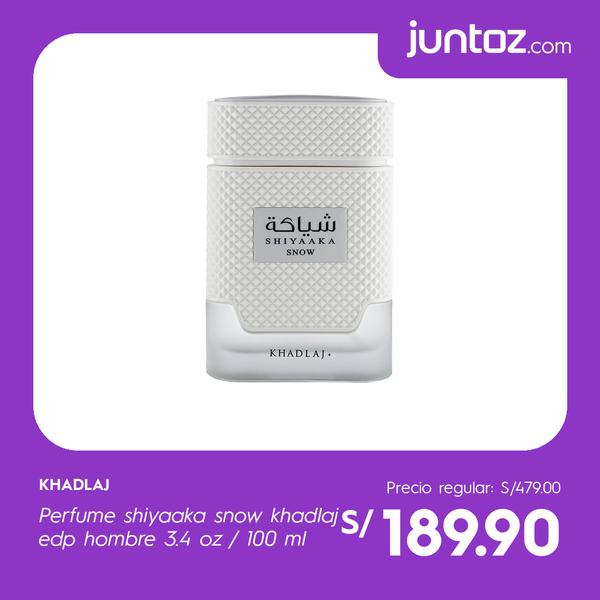 juntoz.com
شياكة
SHIYAAKA
SNOW
KHADLAJ
KHADLAJ
Perfume shiyaaka snow khadlaj
edp hombre 3.4 oz / 100 ml
Precio regular: S/479.00
S/189.90